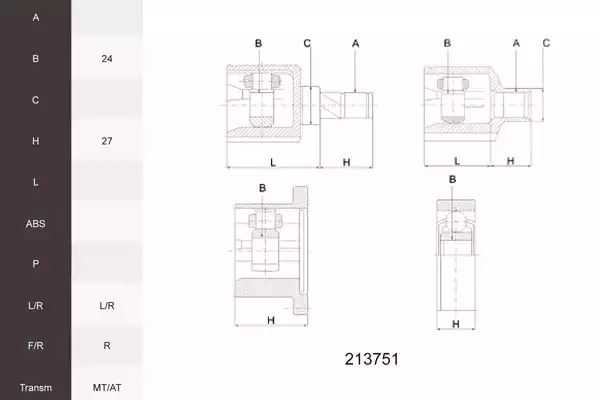 A
B 24
C
H 27
L
ABS
P
L/R L/R
F/R R
Transm MT/AT
B C A
L H
B A C
L H
B
H
B
H
213751